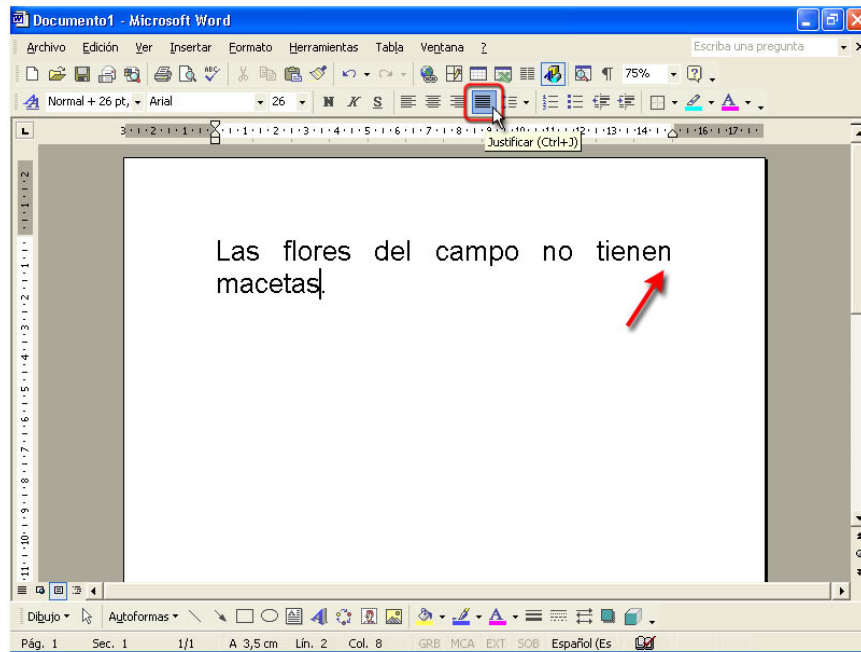 Documento1 - Microsoft Word
Archivo Edición Ver Insertar Formato Herramientas Tabla Ventana ? Escriba una pregunta
75%
Normal + 26 pt, Arial 26 N K S
Justificar (Ctrl+J)
Las flores del campo no tienen
macetas.
Dibujo Autoformas
Pág. 1 Sec. 1 1/1 A 3,5 cm Lín. 2 Col. 8 GRB MCA EXT SOB Español (Es